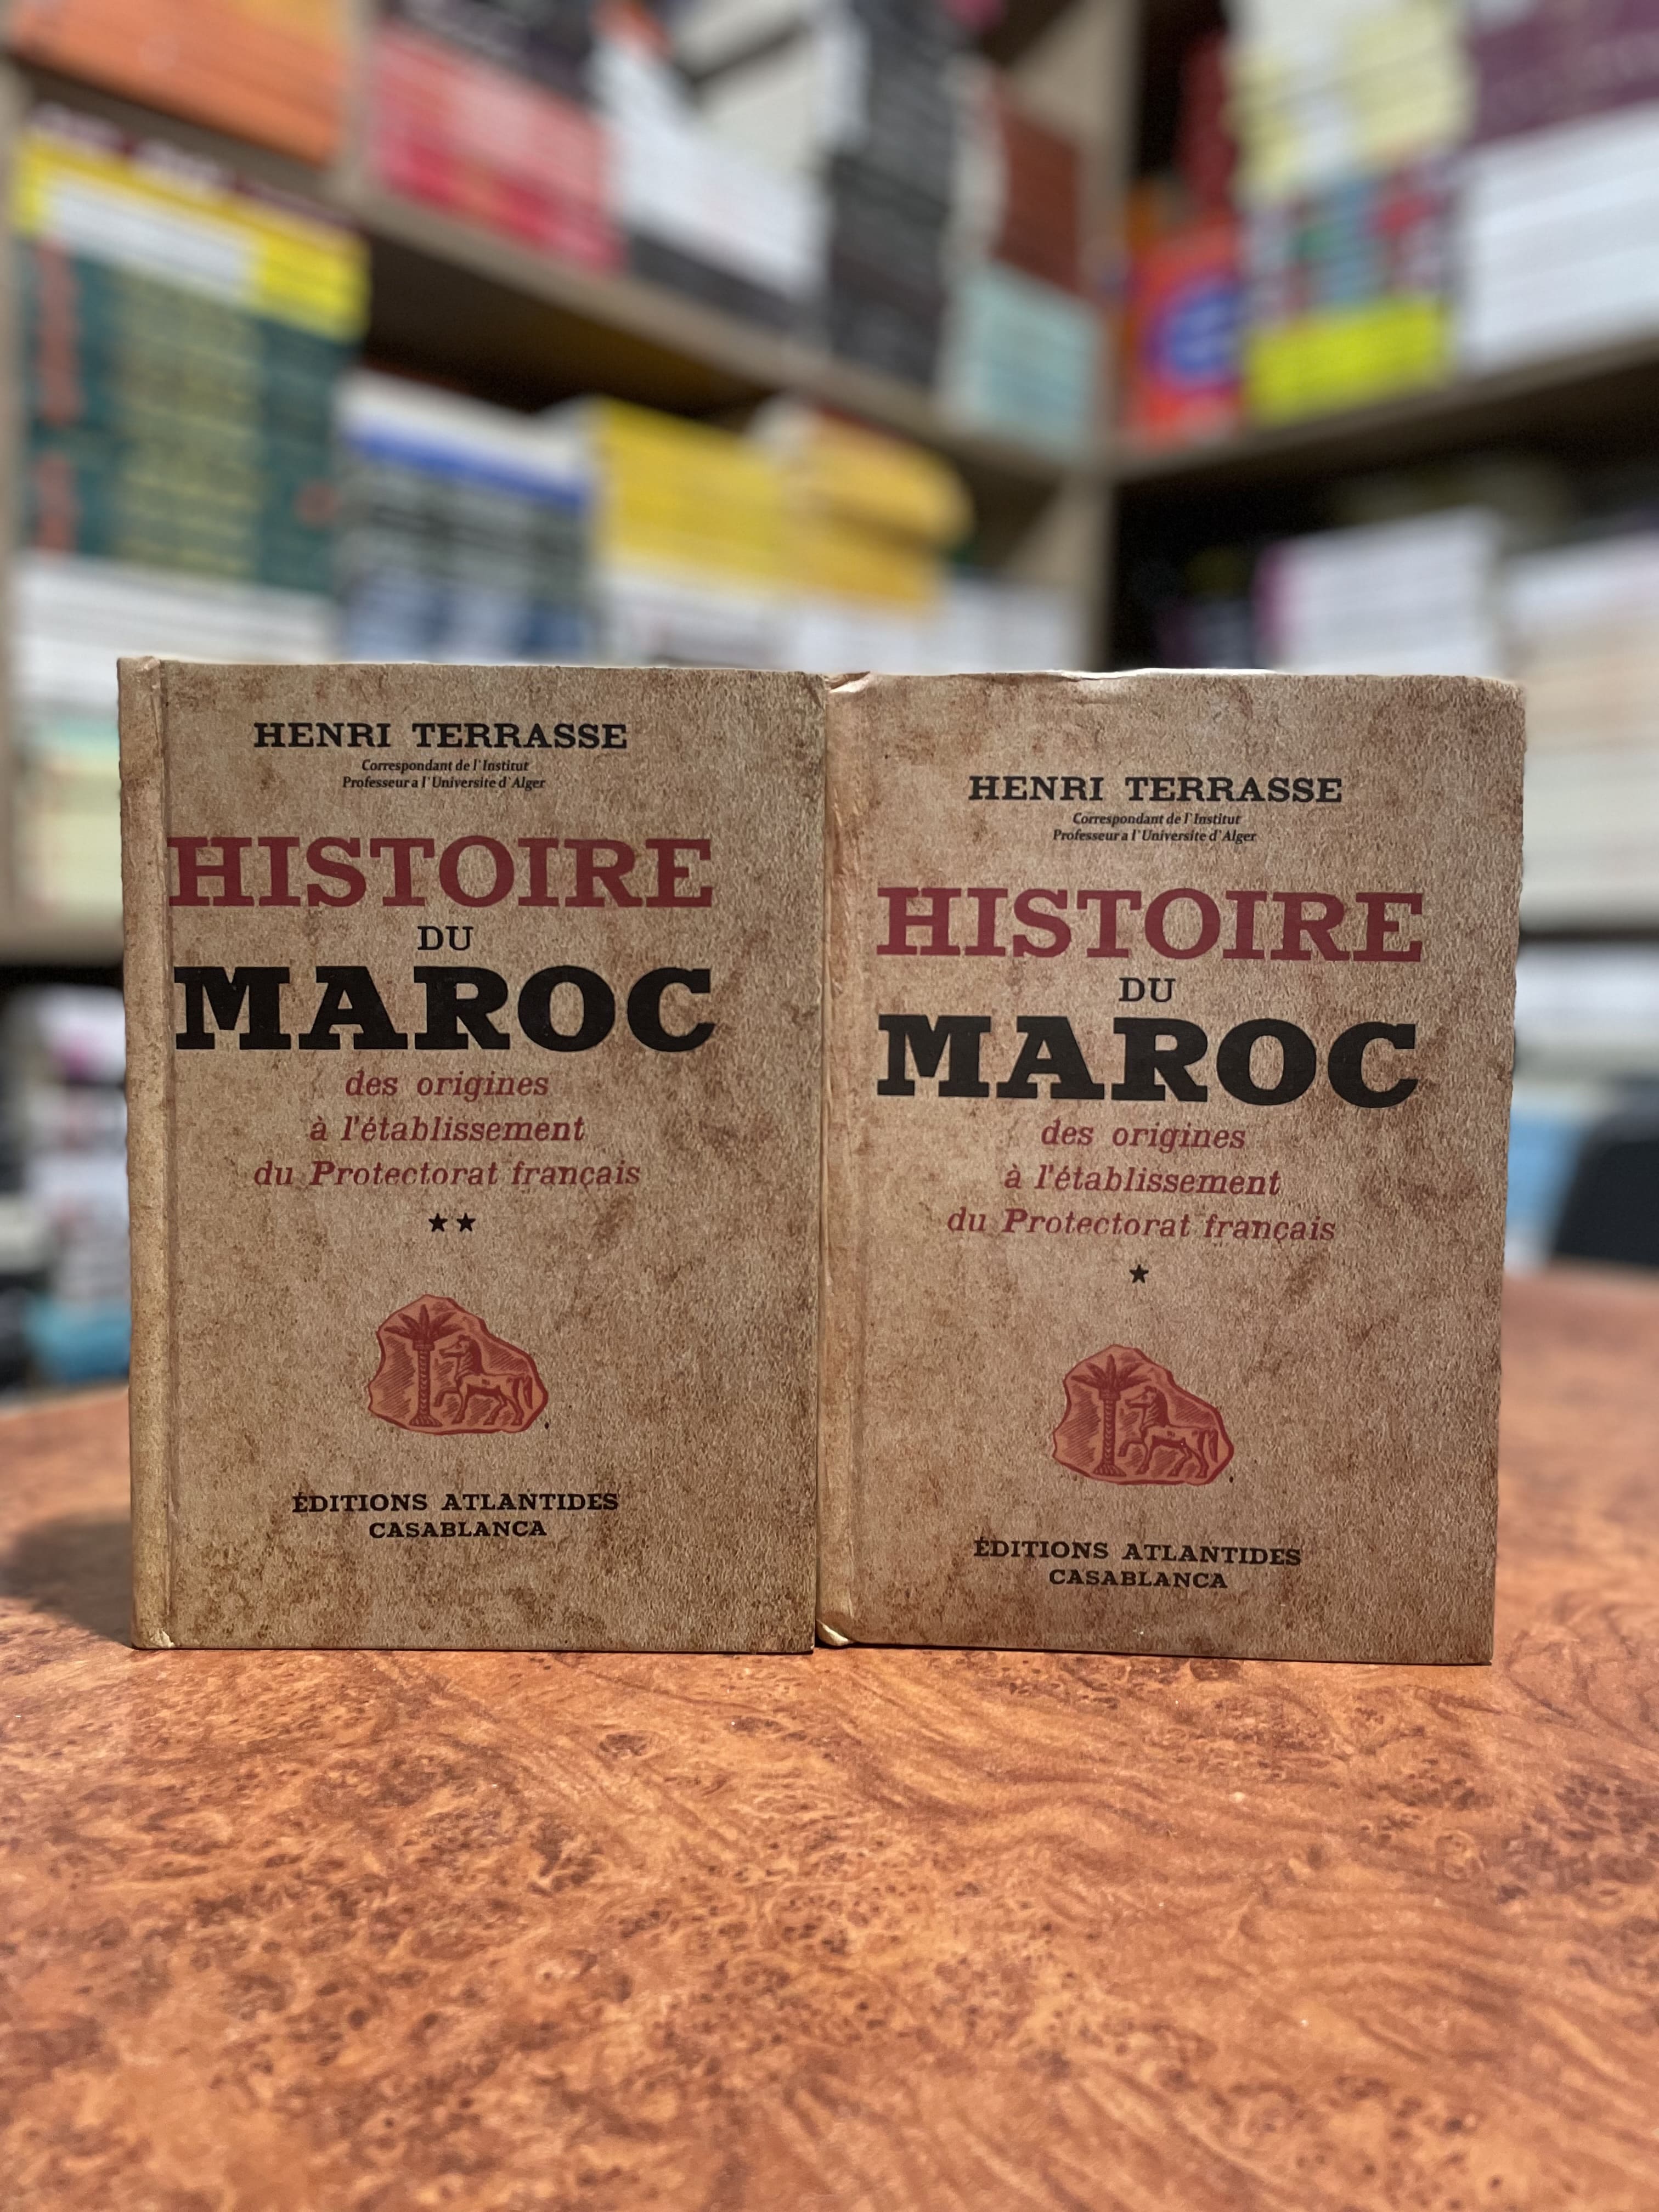 HENRI TERRASSE
Correspondant de l'Institut
Professeur a l'Universite d'Alger
HISTOIRE
DU
MAROC
des origines
à l'établissement
du Protectorat français
★★
ÉDITIONS ATLANTIDES
CASABLANCA
HENRI TERRASSE
Correspondant de l'Institut
Professeur a l'Universite d'Alger
HISTOIRE
DU
MAROC
des origines
à l'établissement
du Protectorat français
★
ÉDITIONS ATLANTIDES
CASABLANCA